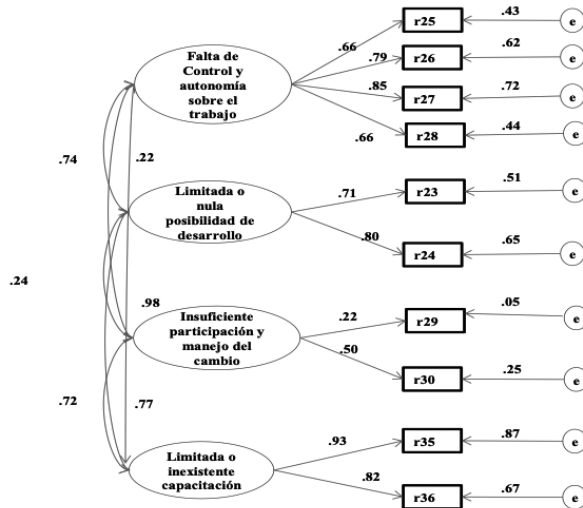 r25
.43
e
.66
Falta de
Control y
autonomía
sobre el
trabajo
.79
r26
.62
e
.85
r27
.72
e
.66
r28
.44
e
.74
.22
Limitada o
nula
posibilidad de
desarrollo
.71
r23
.51
e
.80
r24
.65
e
.24
.98
Insuficiente
participación y
manejo del
cambio
.22
r29
.05
e
.50
r30
.25
e
.72
.77
Limitada o
inexistente
capacitación
.93
r35
.87
e
.82
r36
.67
e